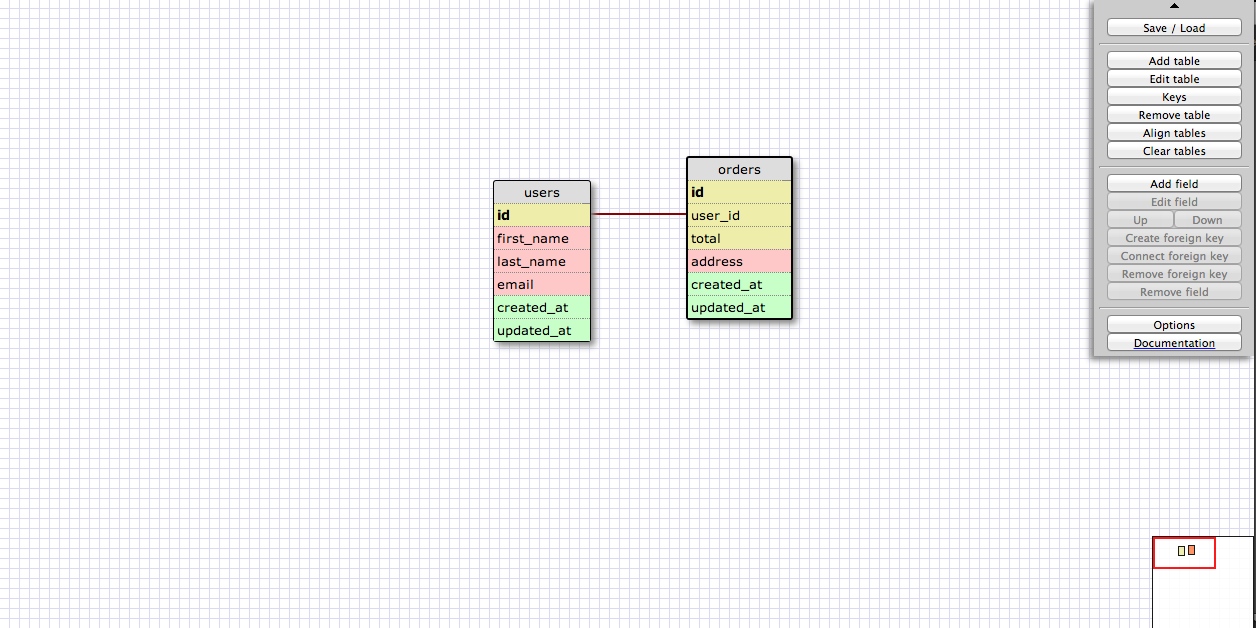 users
id
first_name
last_name
email
created_at
updated_at
orders
id
user_id
total
address
created_at
updated_at
Save / Load
Add table
Edit table
Keys
Remove table
Align tables
Clear tables
Add field
Edit field
Up Down
Create foreign key
Connect foreign key
Remove foreign key
Remove field
Options
Documentation